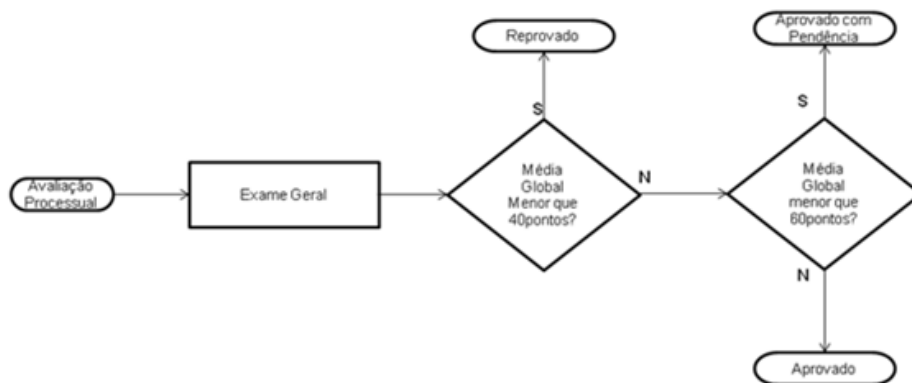 Avaliação
Processual
Exame Geral
Reprovado
S
Média
Global
Menor que
40pontos?
N
Aprovado com
Pendência
S
Média
Global
menor que
60pontos?
N
Aprovado